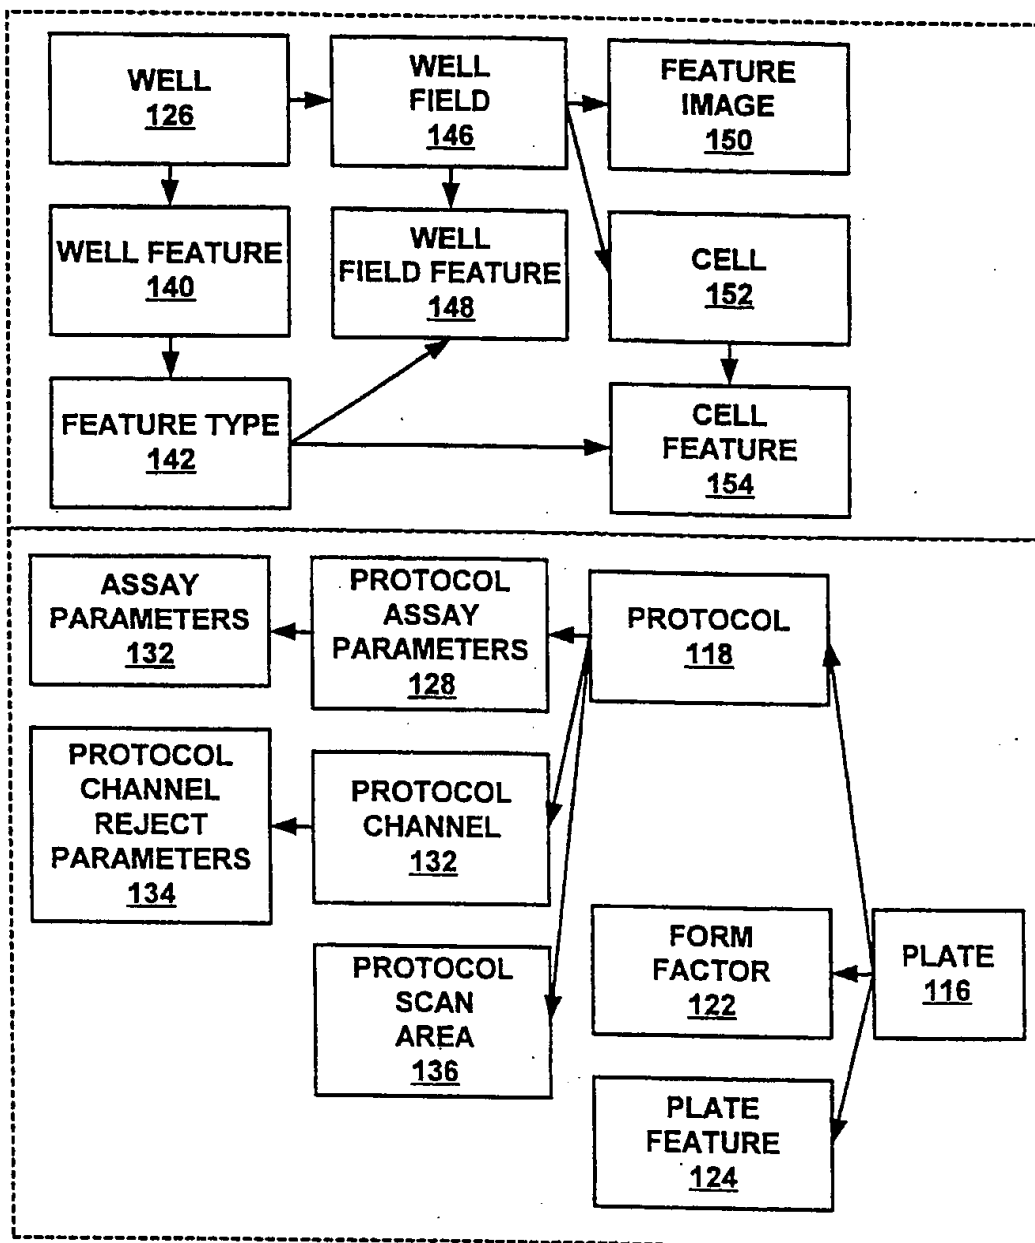 WELL
126
WELL
FIELD
146
FEATURE
IMAGE
150
WELL FEATURE
140
WELL
FIELD FEATURE
148
CELL
152
FEATURE TYPE
142
CELL
FEATURE
154
ASSAY
PARAMETERS
132
PROTOCOL
ASSAY
PARAMETERS
128
PROTOCOL
118
PROTOCOL
CHANNEL
REJECT
PARAMETERS
134
PROTOCOL
CHANNEL
132
FORM
FACTOR
122
PLATE
116
PROTOCOL
SCAN
AREA
136
PLATE
FEATURE
124